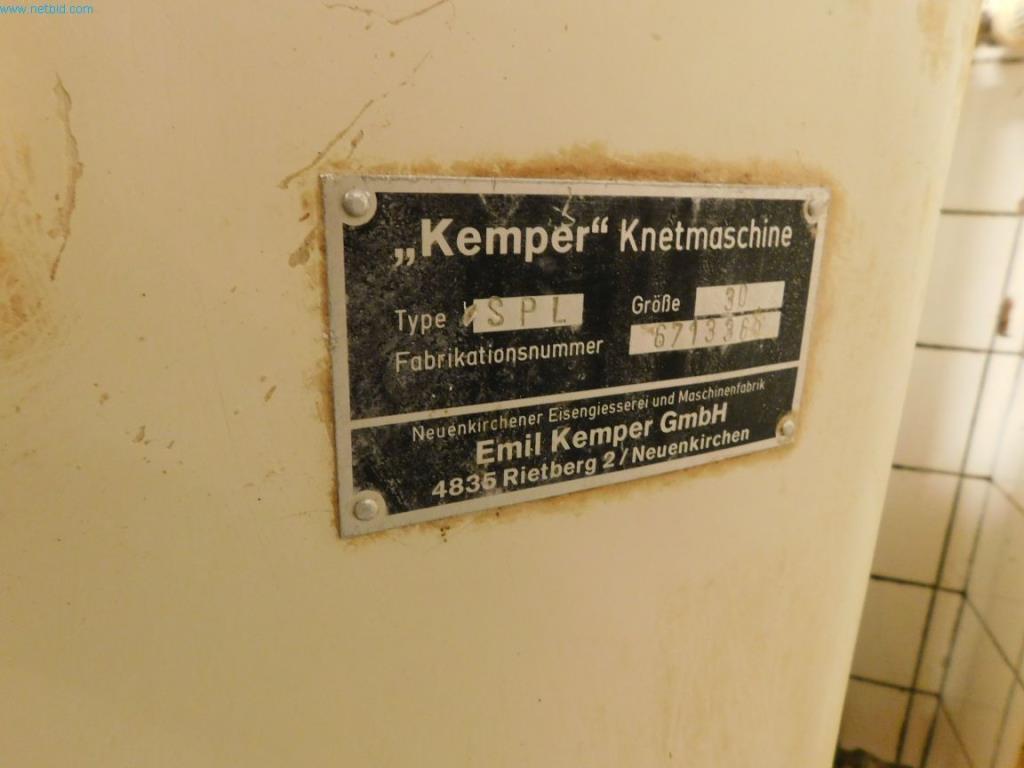 www.netbid.com
„Kemper“ Knetmaschine
Type SPL Größe 30
Fabrikationsnummer
Neuenkirchener Eisengiesserei und Maschinenfabrik
Emil Kemper GmbH
4835 Rietberg 2/Neuenkirchen